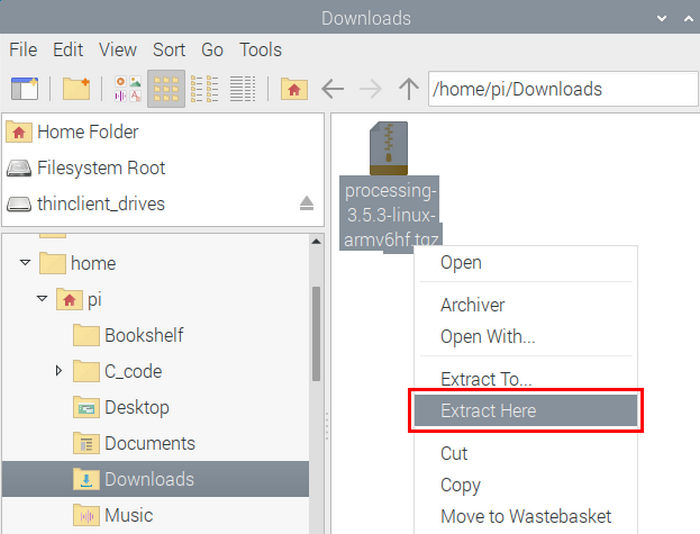 Downloads
File Edit View Sort Go Tools
/home/pi/Downloads
Home Folder
Filesystem Root
thinclient_drives
home
pi
Bookshelf
C_code
Desktop
Documents
Downloads
Music
processing-
3.5.3-linux-
armv6hf.tgz
Open
Archiver
Open With...
Extract To...
Extract Here
Cut
Copy
Move to Wastebasket